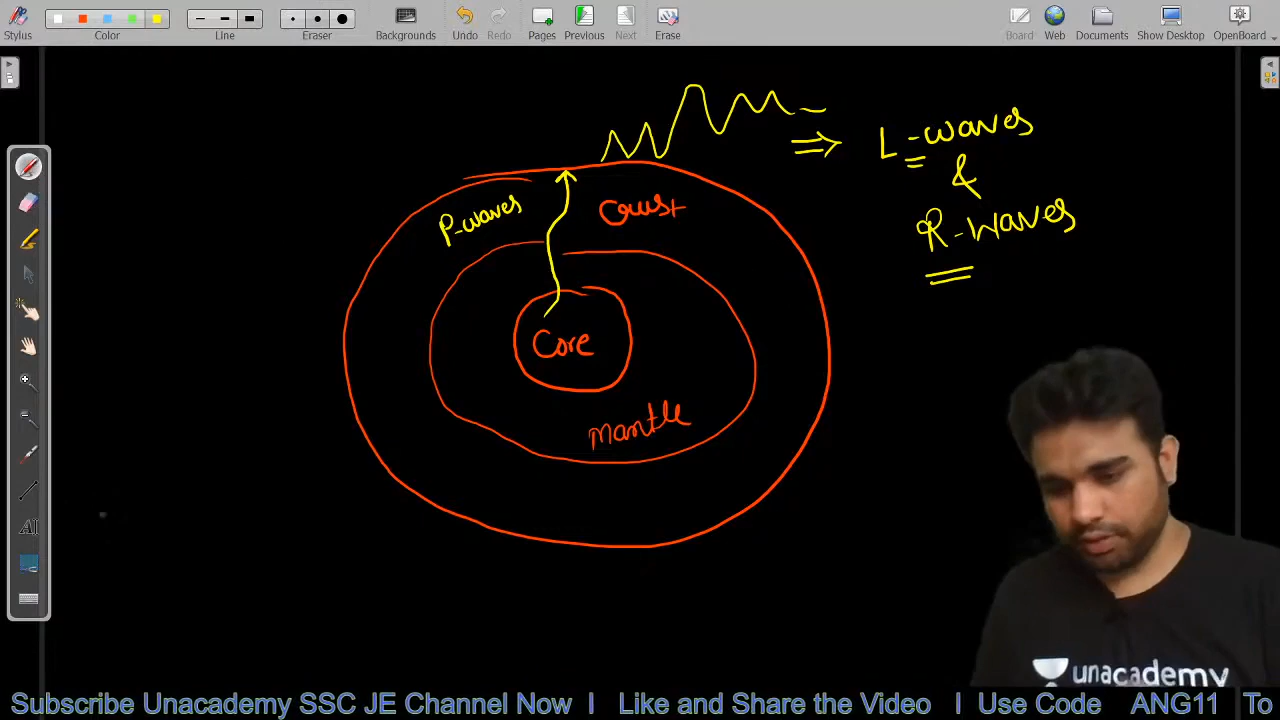 Stylus
Color
Line
Eraser
Backgrounds
Undo
Redo
Pages
Previous
Next
Erase
Board
Web
Documents
Show Desktop
OpenBoard
L-waves
&
R-waves
P-waves
Crust
Core
mantle
unacademy
Subscribe Unacademy SSC JE Channel Now I Like and Share the Video I Use Code ANG11 To